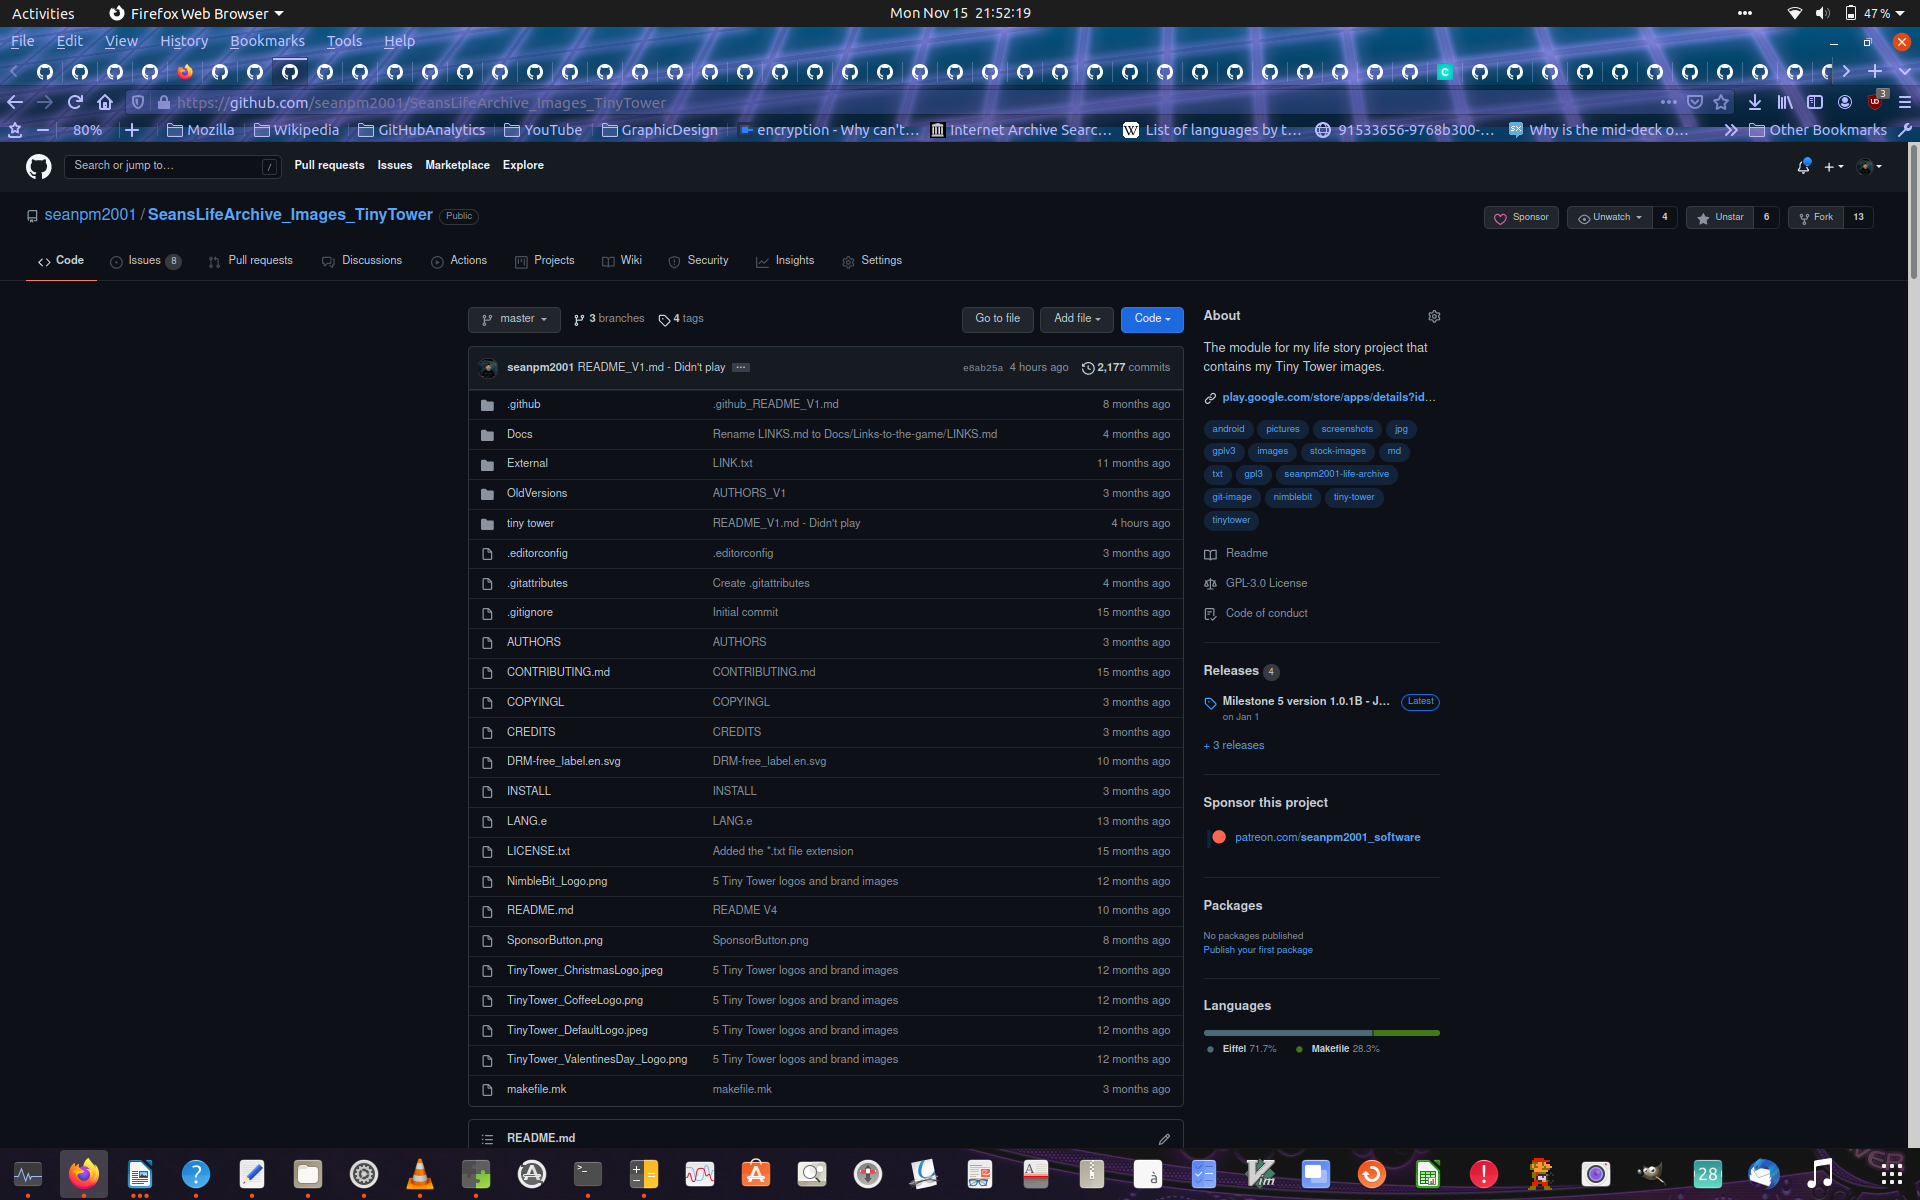 Activities Firefox Web Browser Mon Nov 15 21:52:19 47 %
File Edit View History Bookmarks Tools Help
https://github.com/seanpm2001/SeansLifeArchive_Images_TinyTower 3
80% Mozilla Wikipedia GitHubAnalytics YouTube GraphicDesign encryption - Why can't… Internet Archive Searc… List of languages by t… 91533656-9768b300-… Why is the mid-deck o… Other Bookmarks
Search or jump to… / Pull requests Issues Marketplace Explore
seanpm2001 / SeansLifeArchive_Images_TinyTower Public Sponsor Unwatch 4 Unstar 6 Fork 13
Code Issues 8 Pull requests Discussions Actions Projects Wiki Security Insights Settings
master 3 branches 4 tags Go to file Add file Code
seanpm2001 README_V1.md - Didn't play … e8ab25a 4 hours ago 2,177 commits
.github .github_README_V1.md 8 months ago
Docs Rename LINKS.md to Docs/Links-to-the-game/LINKS.md 4 months ago
External LINK.txt 11 months ago
OldVersions AUTHORS_V1 3 months ago
tiny tower README_V1.md - Didn't play 4 hours ago
.editorconfig .editorconfig 3 months ago
.gitattributes Create .gitattributes 4 months ago
.gitignore Initial commit 15 months ago
AUTHORS AUTHORS 3 months ago
CONTRIBUTING.md CONTRIBUTING.md 15 months ago
COPYINGL COPYINGL 3 months ago
CREDITS CREDITS 3 months ago
DRM-free_label.en.svg DRM-free_label.en.svg 10 months ago
INSTALL INSTALL 3 months ago
LANG.e LANG.e 13 months ago
LICENSE.txt Added the *.txt file extension 15 months ago
NimbleBit_Logo.png 5 Tiny Tower logos and brand images 12 months ago
README.md README V4 10 months ago
SponsorButton.png SponsorButton.png 8 months ago
TinyTower_ChristmasLogo.jpeg 5 Tiny Tower logos and brand images 12 months ago
TinyTower_CoffeeLogo.png 5 Tiny Tower logos and brand images 12 months ago
TinyTower_DefaultLogo.jpeg 5 Tiny Tower logos and brand images 12 months ago
TinyTower_ValentinesDay_Logo.png 5 Tiny Tower logos and brand images 12 months ago
makefile.mk makefile.mk 3 months ago
README.md
About
The module for my life story project that
contains my Tiny Tower images.
play.google.com/store/apps/details?id…
android pictures screenshots jpg
gplv3 images stock-images md
txt gpl3 seanpm2001-life-archive
git-image nimblebit tiny-tower
tinytower
Readme
GPL-3.0 License
Code of conduct
Releases 4
Milestone 5 version 1.0.1B - J… Latest
on Jan 1
+ 3 releases
Sponsor this project
patreon.com/seanpm2001_software
Packages
No packages published
Publish your first package
Languages
Eiffel 71.7% Makefile 28.3%
28